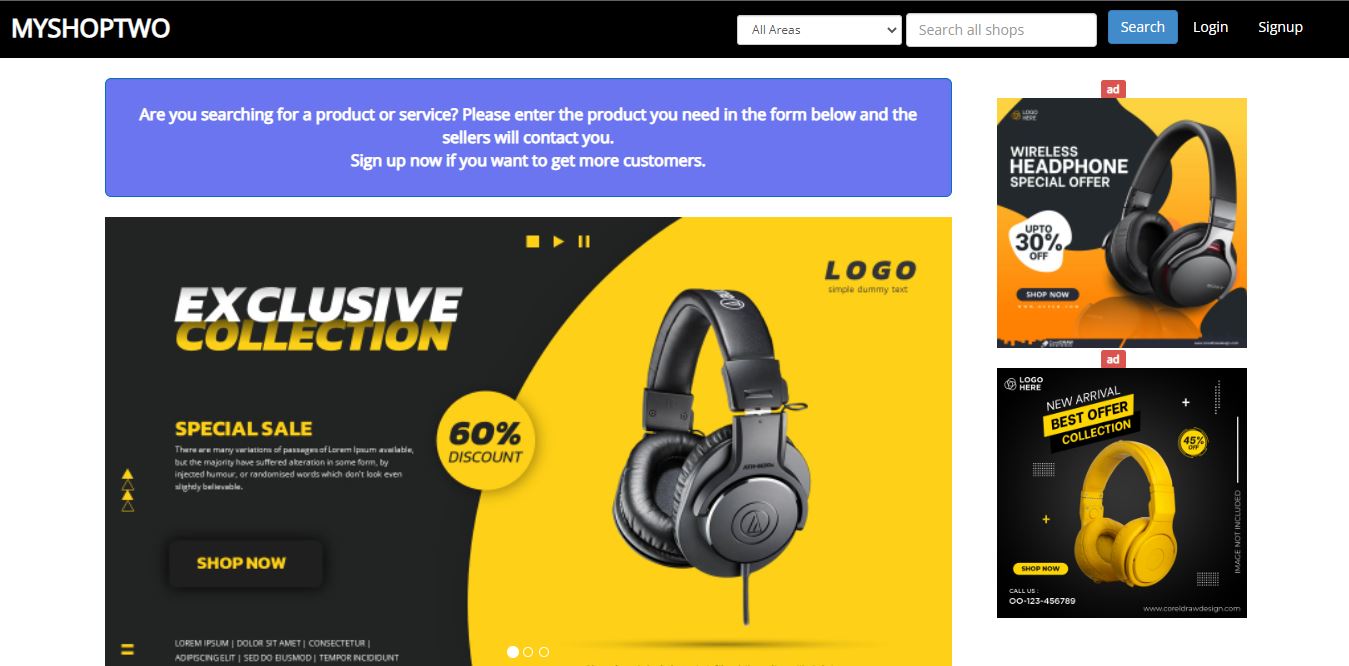 MYSHOPTWO
All Areas
Search all shops
Search
Login
Signup
Are you searching for a product or service? Please enter the product you need in the form below and the
sellers will contact you.
Sign up now if you want to get more customers.
EXCLUSIVE
COLLECTION
SPECIAL SALE
There are many variations of passages of Lorem Ipsum available,
but the majority have suffered alteration in some form, by
injected humour, or randomised words which don't look even
slightly believable.
SHOP NOW
LOREM IPSUM | DOLOR SIT AMET | CONSECTETUR |
ADIPISCING ELIT | SED DO EIUSMOD | TEMPOR INCIDIDUNT
60%
DISCOUNT
LOGO
simple dummy text
ad
LOGO
HERE
WIRELESS
HEADPHONE
SPECIAL OFFER
UPTO
30%
OFF
SHOP NOW
SONY
www.coreldrawdesign.com
ad
LOGO
HERE
NEW ARRIVAL
BEST OFFER
COLLECTION
45%
OFF
IMAGE NOT INCLUDED
SHOP NOW
CALL US :
OO-123-456789
www.coreldrawdesign.com